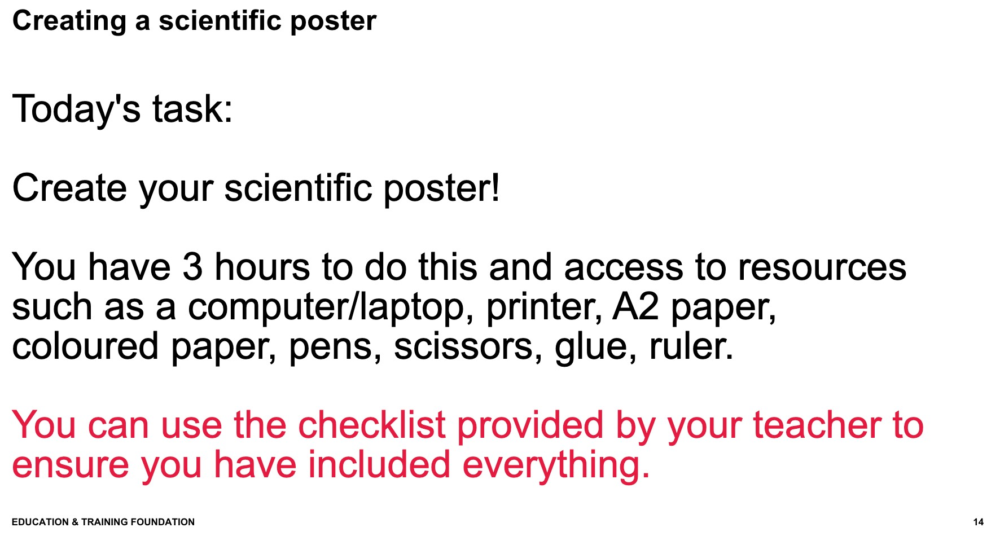 Creating a scientific poster
Today's task:
Create your scientific poster!
You have 3 hours to do this and access to resources
such as a computer/laptop, printer, A2 paper,
coloured paper, pens, scissors, glue, ruler.
You can use the checklist provided by your teacher to
ensure you have included everything.
EDUCATION & TRAINING FOUNDATION
14